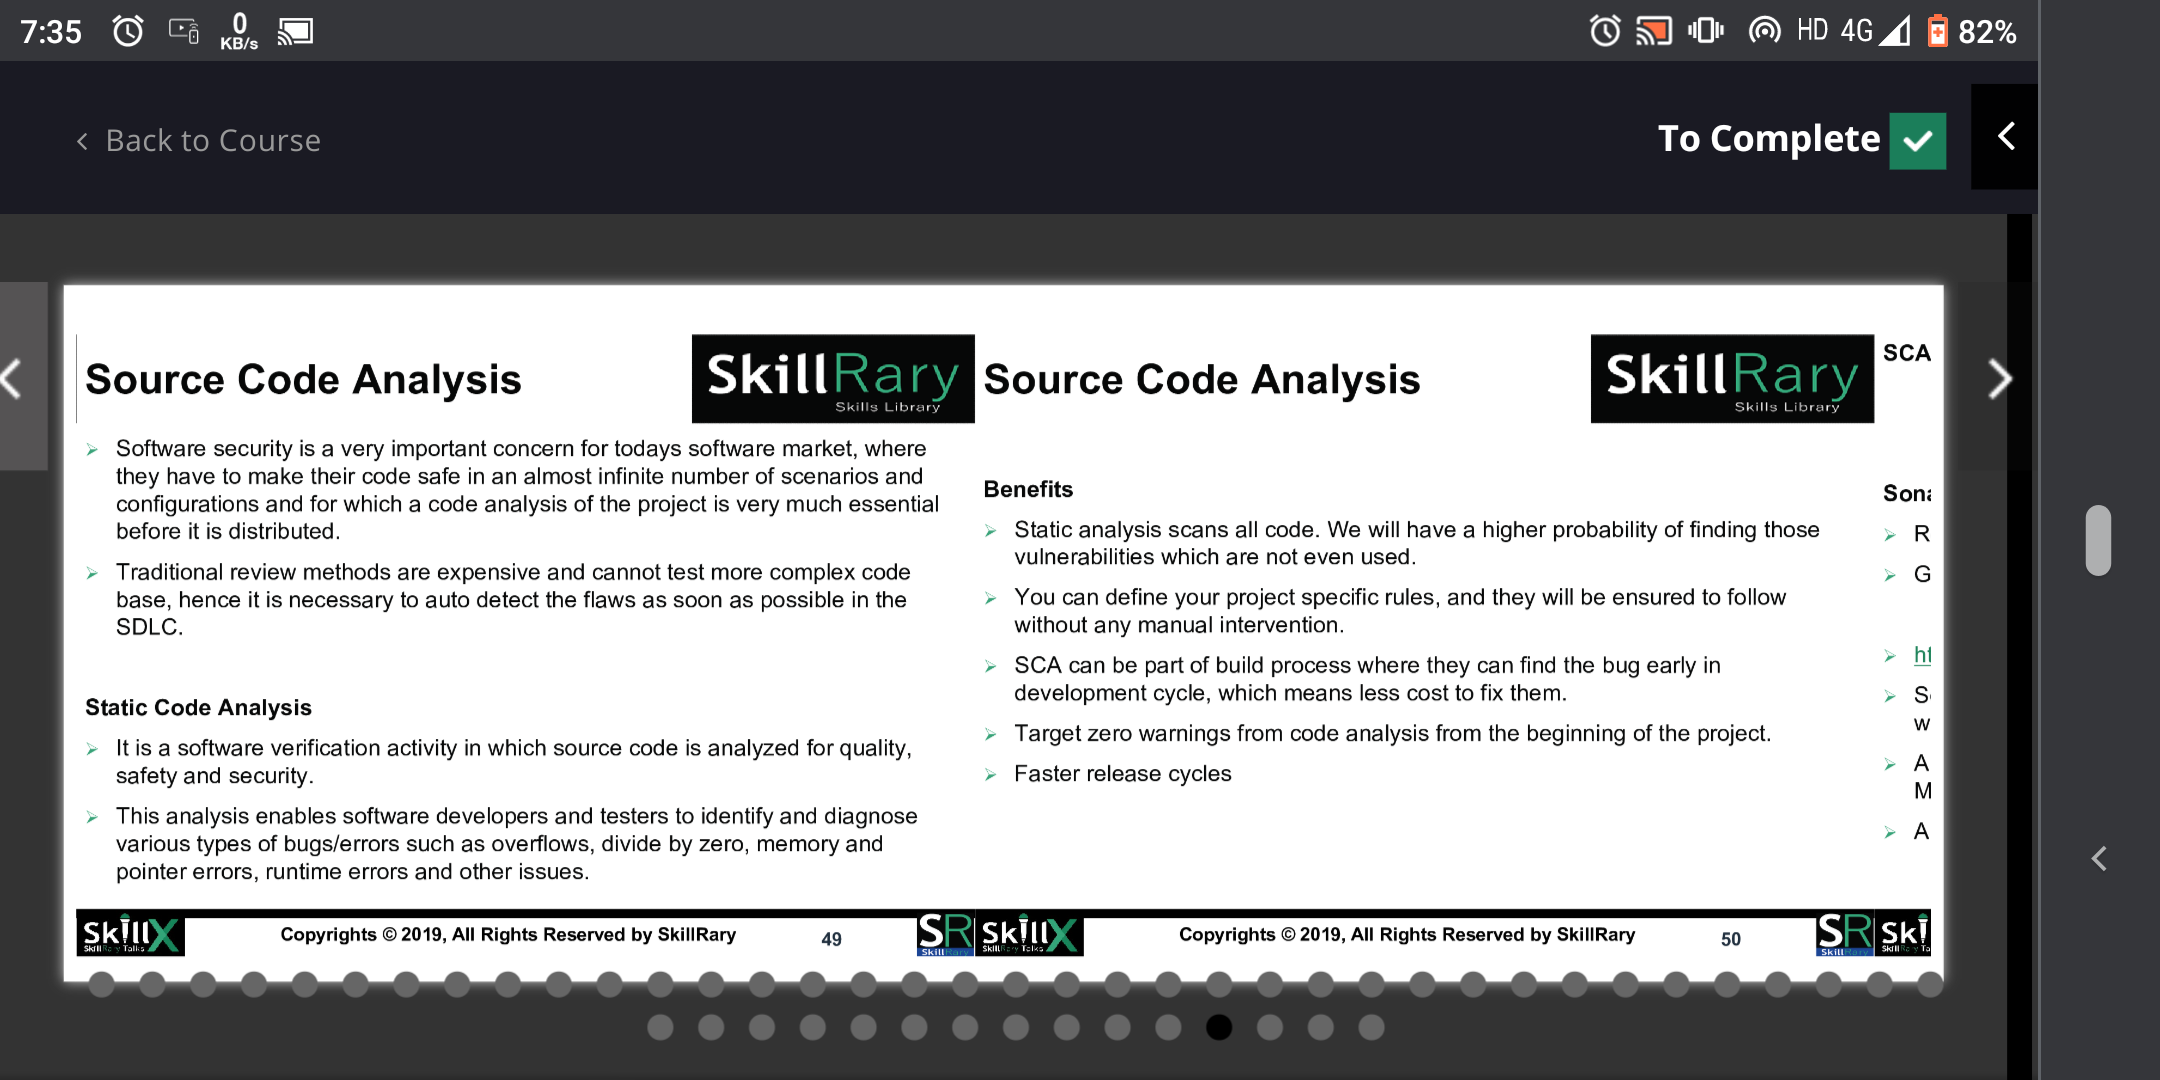 7:35
0
KB/s
HD 4G 82%
Back to Course
To Complete
Source Code Analysis
SkillRary
Skills Library
Software security is a very important concern for todays software market, where
they have to make their code safe in an almost infinite number of scenarios and
configurations and for which a code analysis of the project is very much essential
before it is distributed.
Traditional review methods are expensive and cannot test more complex code
base, hence it is necessary to auto detect the flaws as soon as possible in the
SDLC.
Static Code Analysis
It is a software verification activity in which source code is analyzed for quality,
safety and security.
This analysis enables software developers and testers to identify and diagnose
various types of bugs/errors such as overflows, divide by zero, memory and
pointer errors, runtime errors and other issues.
SkillX
SkillRary Talks
Copyrights © 2019, All Rights Reserved by SkillRary
49
SR
SkillRary
Source Code Analysis
SkillRary
Skills Library
Benefits
Static analysis scans all code. We will have a higher probability of finding those
vulnerabilities which are not even used.
You can define your project specific rules, and they will be ensured to follow
without any manual intervention.
SCA can be part of build process where they can find the bug early in
development cycle, which means less cost to fix them.
Target zero warnings from code analysis from the beginning of the project.
Faster release cycles
SkillX
SkillRary Talks
Copyrights © 2019, All Rights Reserved by SkillRary
50
SR
SkillRary
SCA
R
G
S
w
A
M
A